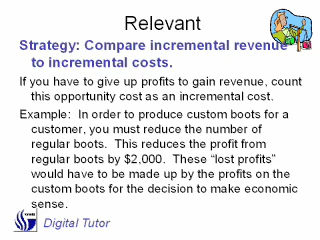 Relevant
Strategy: Compare incremental revenue
to incremental costs.
If you have to give up profits to gain revenue, count
this opportunity cost as an incremental cost.
Example:  In order to produce custom boots for a
customer, you must reduce the number of
regular boots.  This reduces the profit from
regular boots by $2,000.  These “lost profits”
would have to be made up by the profits on the
custom boots for the decision to make economic
sense.
Digital Tutor